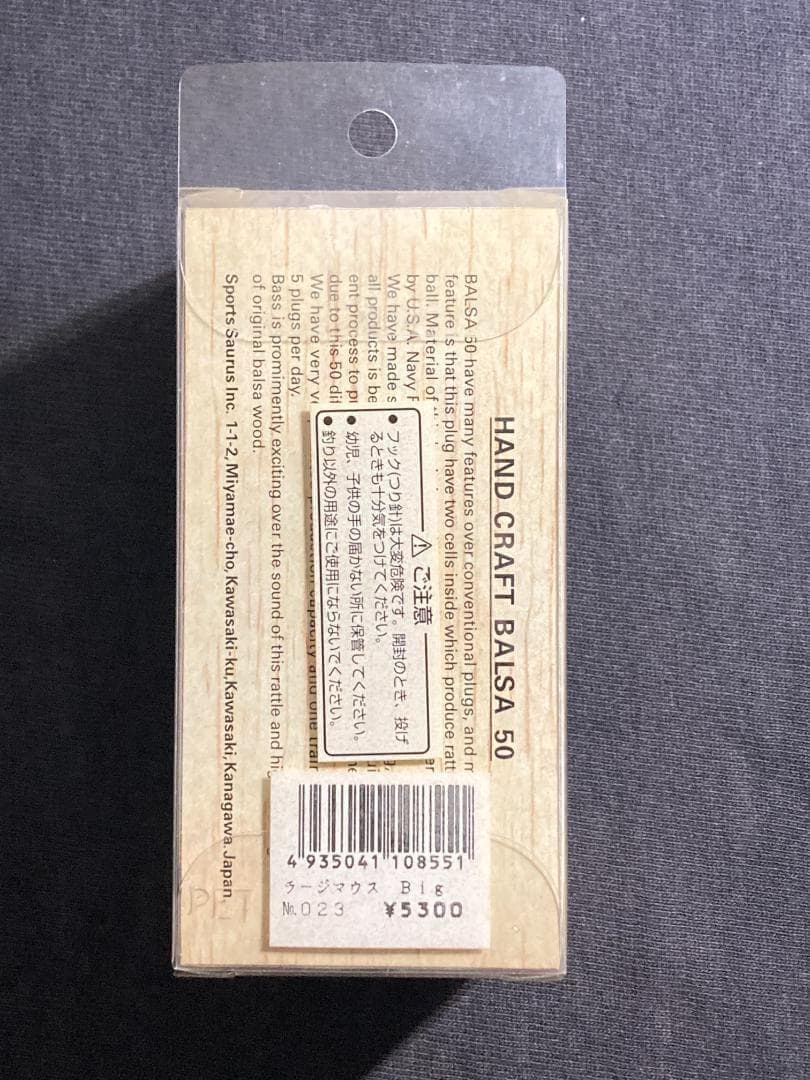 HAND CRAFT BALSA 50
BALSA 50 have many features over conventional plugs, and m
feature is that this plug have two cells inside which produce ratt
ball. Material of
by U.S.A. Navy
We have made s
all products is be
ent process to
due to this 50
We have very
5 plugs per day.
Bass is promimently exciting over the sound of this rattle and hi
of original balsa wood.
Sports Saurus Inc. 1-1-2, Miyamae-cho, Kawasaki-ku, Kawasaki, Kanagawa. Japan.
⚠ ご注意
● フック(つり針)は大変危険です。開封のとき、投げ
るときも十分気をつけてください。
● 幼児、子供の手の届かない所に保管してください。
● 釣り以外の用途にご使用にならないでください。
4 935041 108551
ラージマウス Big
№.023 ¥5300
PET